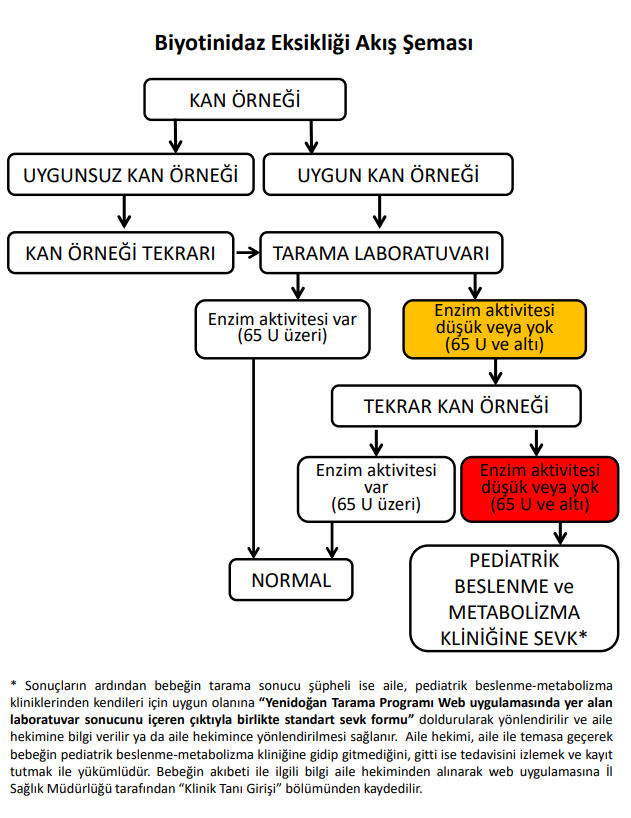 Biyotinidaz Eksikliği Akış Şeması
KAN ÖRNEĞİ
UYGUNSUZ KAN ÖRNEĞİ
UYGUN KAN ÖRNEĞİ
KAN ÖRNEĞİ TEKRARI
TARAMA LABORATUVARI
Enzim aktivitesi var
(65 U üzeri)
Enzim aktivitesi
düşük veya yok
(65 U ve altı)
TEKRAR KAN ÖRNEĞİ
Enzim aktivitesi
var
(65 U üzeri)
Enzim aktivitesi
düşük veya yok
(65 U ve altı)
NORMAL
PEDİATRİK
BESLENME ve
METABOLİZMA
KLİNİĞİNE SEVK*
* Sonuçların ardından bebeğin tarama sonucu şüpheli ise aile, pediatrik beslenme-metabolizma
kliniklerinden kendileri için uygun olanına “Yenidoğan Tarama Programı Web uygulamasında yer alan
laboratuvar sonucunu içeren çıktıyla birlikte standart sevk formu” doldurularak yönlendirilir ve aile
hekimine bilgi verilir ya da aile hekimince yönlendirilmesi sağlanır. Aile hekimi, aile ile temasa geçerek
bebeğin pediatrik beslenme-metabolizma kliniğine gidip gitmediğini, gitti ise tedavisini izlemek ve kayıt
tutmak ile yükümlüdür. Bebeğin akıbeti ile ilgili bilgi aile hekiminden alınarak web uygulamasına İl
Sağlık Müdürlüğü tarafından “Klinik Tanı Girişi” bölümünden kaydedilir.